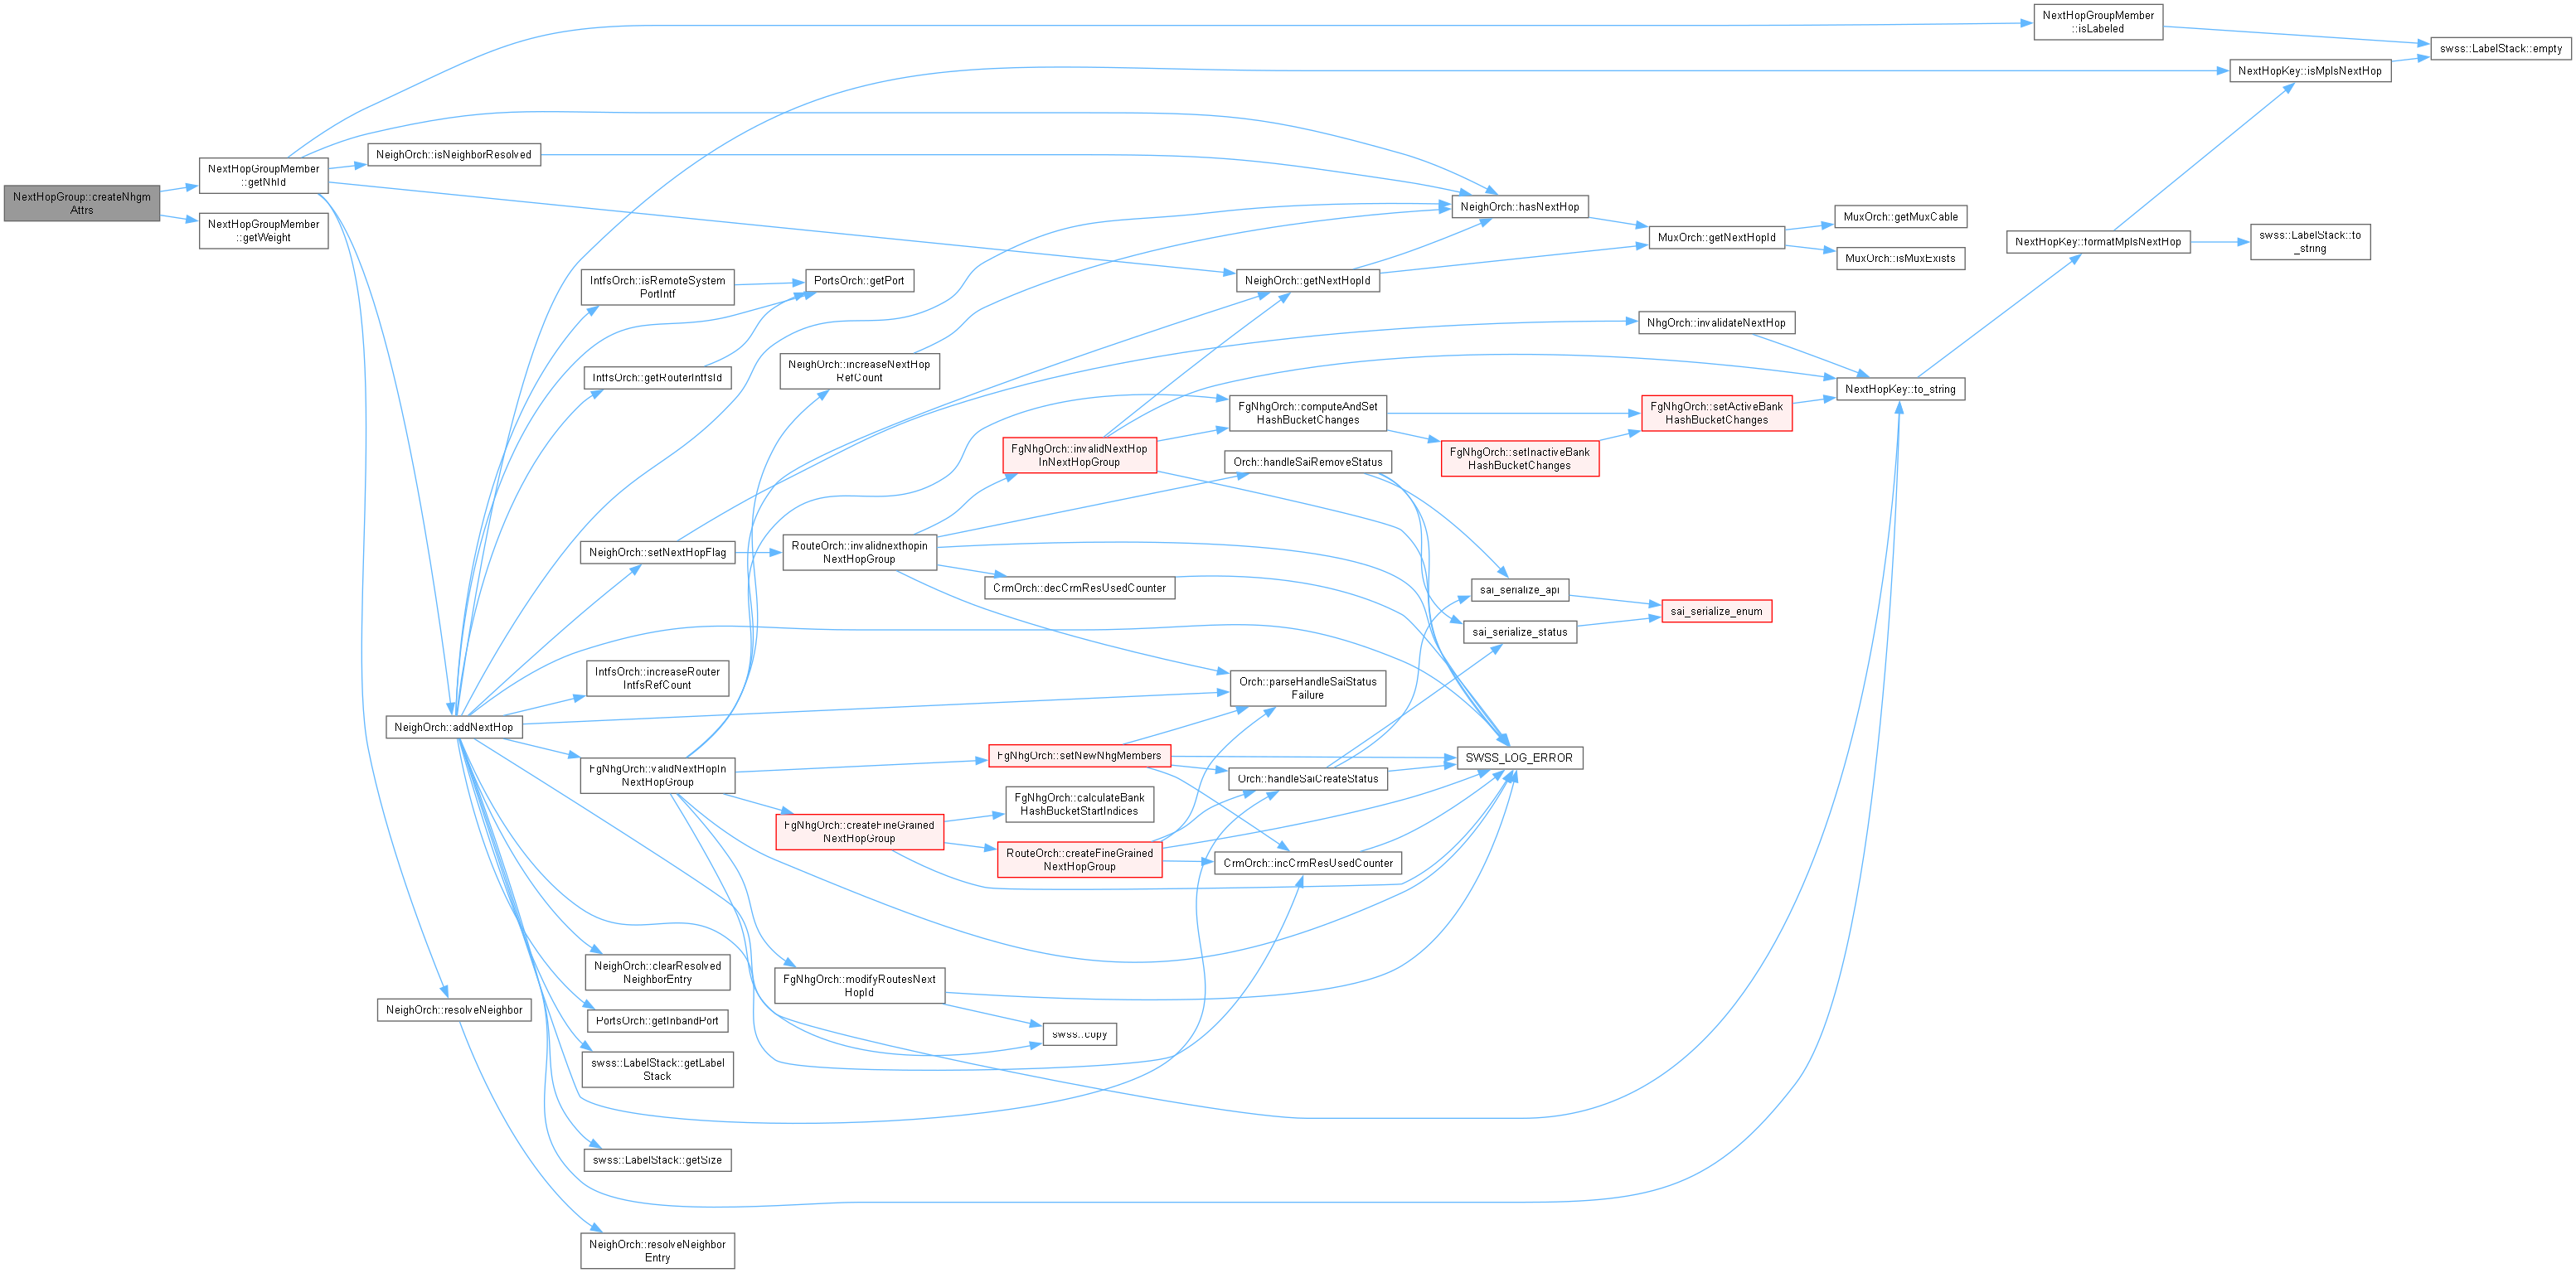 NextHopGroup::createNhgm
Attrs
NextHopGroupMember
::getNhId
NextHopGroupMember
::getWeight
NeighOrch::isNeighborResolved
NeighOrch::addNextHop
NeighOrch::resolveNeighbor
IntfsOrch::isRemoteSystem
PortIntf
IntfsOrch::getRouterIntfsId
NeighOrch::setNextHopFlag
IntfsOrch::increaseRouter
IntfsRefCount
FgNhgOrch::validNextHopIn
NextHopGroup
NeighOrch::clearResolved
NeighborEntry
PortsOrch::getInbandPort
swss::LabelStack::getLabel
Stack
swss::LabelStack::getSize
NeighOrch::resolveNeighbor
Entry
PortsOrch::getPort
NeighOrch::increaseNextHop
RefCount
RouteOrch::invalidnexthopin
NextHopGroup
FgNhgOrch::createFineGrained
NextHopGroup
FgNhgOrch::modifyRoutesNext
HopId
FgNhgOrch::invalidNextHop
InNextHopGroup
CrmOrch::decCrmResUsedCounter
FgNhgOrch::setNewNhgMembers
FgNhgOrch::calculateBank
HashBucketStartIndices
RouteOrch::createFineGrained
NextHopGroup
swss::copy
NeighOrch::getNextHopId
FgNhgOrch::computeAndSet
HashBucketChanges
Orch::handleSaiRemoveStatus
Orch::parseHandleSaiStatus
Failure
Orch::handleSaiCreateStatus
CrmOrch::incCrmResUsedCounter
NeighOrch::hasNextHop
FgNhgOrch::setInactiveBank
HashBucketChanges
sai_serialize_api
sai_serialize_status
SWSS_LOG_ERROR
MuxOrch::getNextHopId
NhgOrch::invalidateNextHop
FgNhgOrch::setActiveBank
HashBucketChanges
sai_serialize_enum
MuxOrch::getMuxCable
MuxOrch::isMuxExists
NextHopKey::to_string
NextHopGroupMember
::isLabeled
NextHopKey::formatMplsNextHop
NextHopKey::isMplsNextHop
swss::LabelStack::to
_string
swss::LabelStack::empty